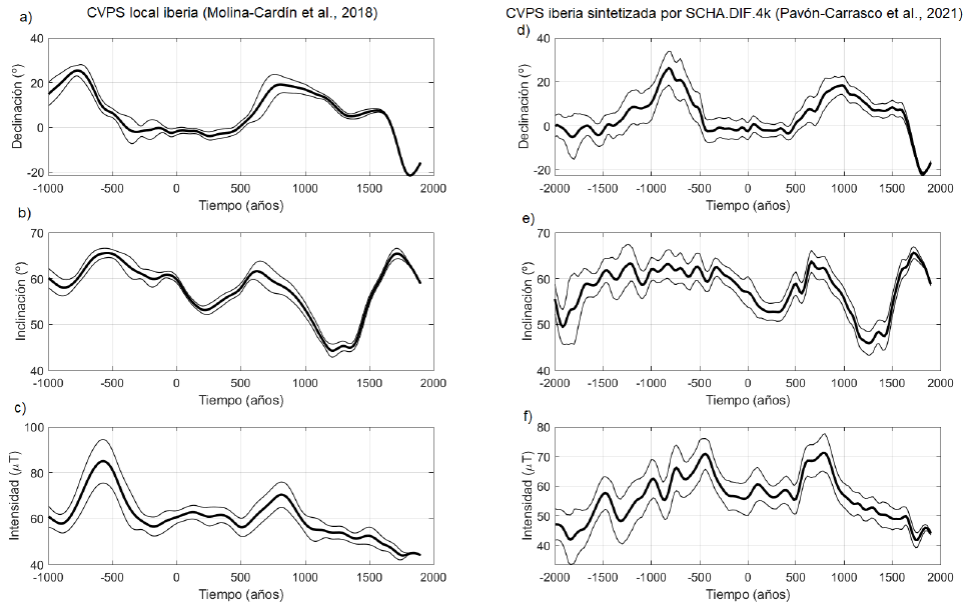 CVPS local iberia (Molina-Cardín et al., 2018)
CVPS iberia sintetizada por SCHA.DIF.4k (Pavón-Carrasco et al., 2021)
a)
Declinación (º)
40
20
0
-20
-1000 -500 0 500 1000 1500 2000
Tiempo (años)
d)
Declinación (º)
40
20
0
-20
-2000 -1500 -1000 -500 0 500 1000 1500 2000
Tiempo (años)
b)
Inclinación (º)
70
60
50
40
-1000 -500 0 500 1000 1500 2000
Tiempo (años)
e)
Inclinación (º)
70
60
50
40
-2000 -1500 -1000 -500 0 500 1000 1500 2000
Tiempo (años)
c)
Intensidad (μT)
100
80
60
40
-1000 -500 0 500 1000 1500 2000
Tiempo (años)
f)
Intensidad (μT)
80
70
60
50
40
-2000 -1500 -1000 -500 0 500 1000 1500 2000
Tiempo (años)